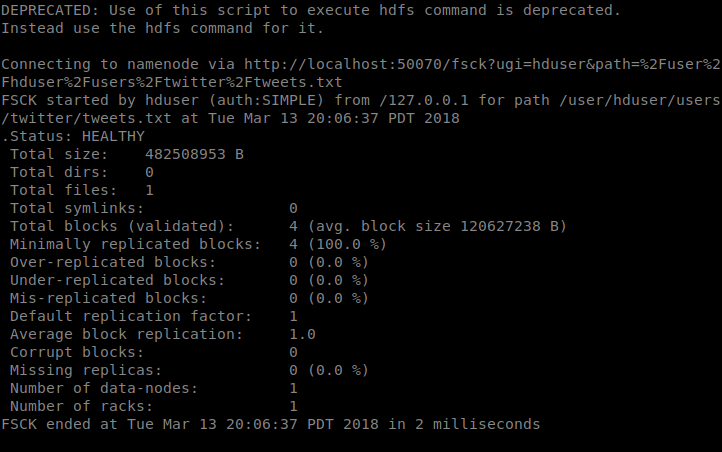 DEPRECATED: Use of this script to execute hdfs command is deprecated.
Instead use the hdfs command for it.

Connecting to namenode via http://localhost:50070/fsck?ugi=hduser&path=%2Fuser%2
Fhduser%2Fusers%2Ftwitter%2Ftweets.txt
FSCK started by hduser (auth:SIMPLE) from /127.0.0.1 for path /user/hduser/users
/twitter/tweets.txt at Tue Mar 13 20:06:37 PDT 2018
.Status: HEALTHY
 Total size:    482508953 B
 Total dirs:    0
 Total files:   1
 Total symlinks:                0
 Total blocks (validated):      4 (avg. block size 120627238 B)
 Minimally replicated blocks:   4 (100.0 %)
 Over-replicated blocks:        0 (0.0 %)
 Under-replicated blocks:       0 (0.0 %)
 Mis-replicated blocks:         0 (0.0 %)
 Default replication factor:    1
 Average block replication:     1.0
 Corrupt blocks:                0
 Missing replicas:              0 (0.0 %)
 Number of data-nodes:          1
 Number of racks:               1
FSCK ended at Tue Mar 13 20:06:37 PDT 2018 in 2 milliseconds